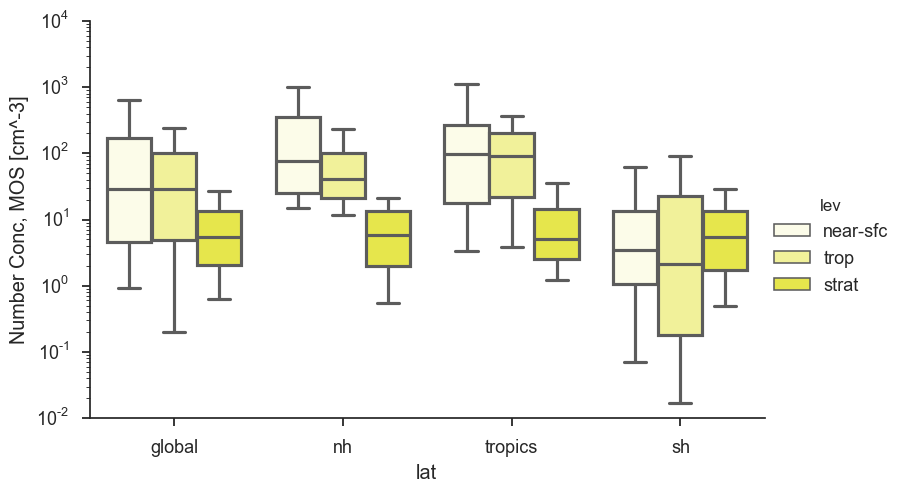 Number Conc, MOS [cm^-3]
10^4
10^3
10^2
10^1
10^0
10^-1
10^-2
global nh tropics sh
lat
lev
near-sfc
trop
strat